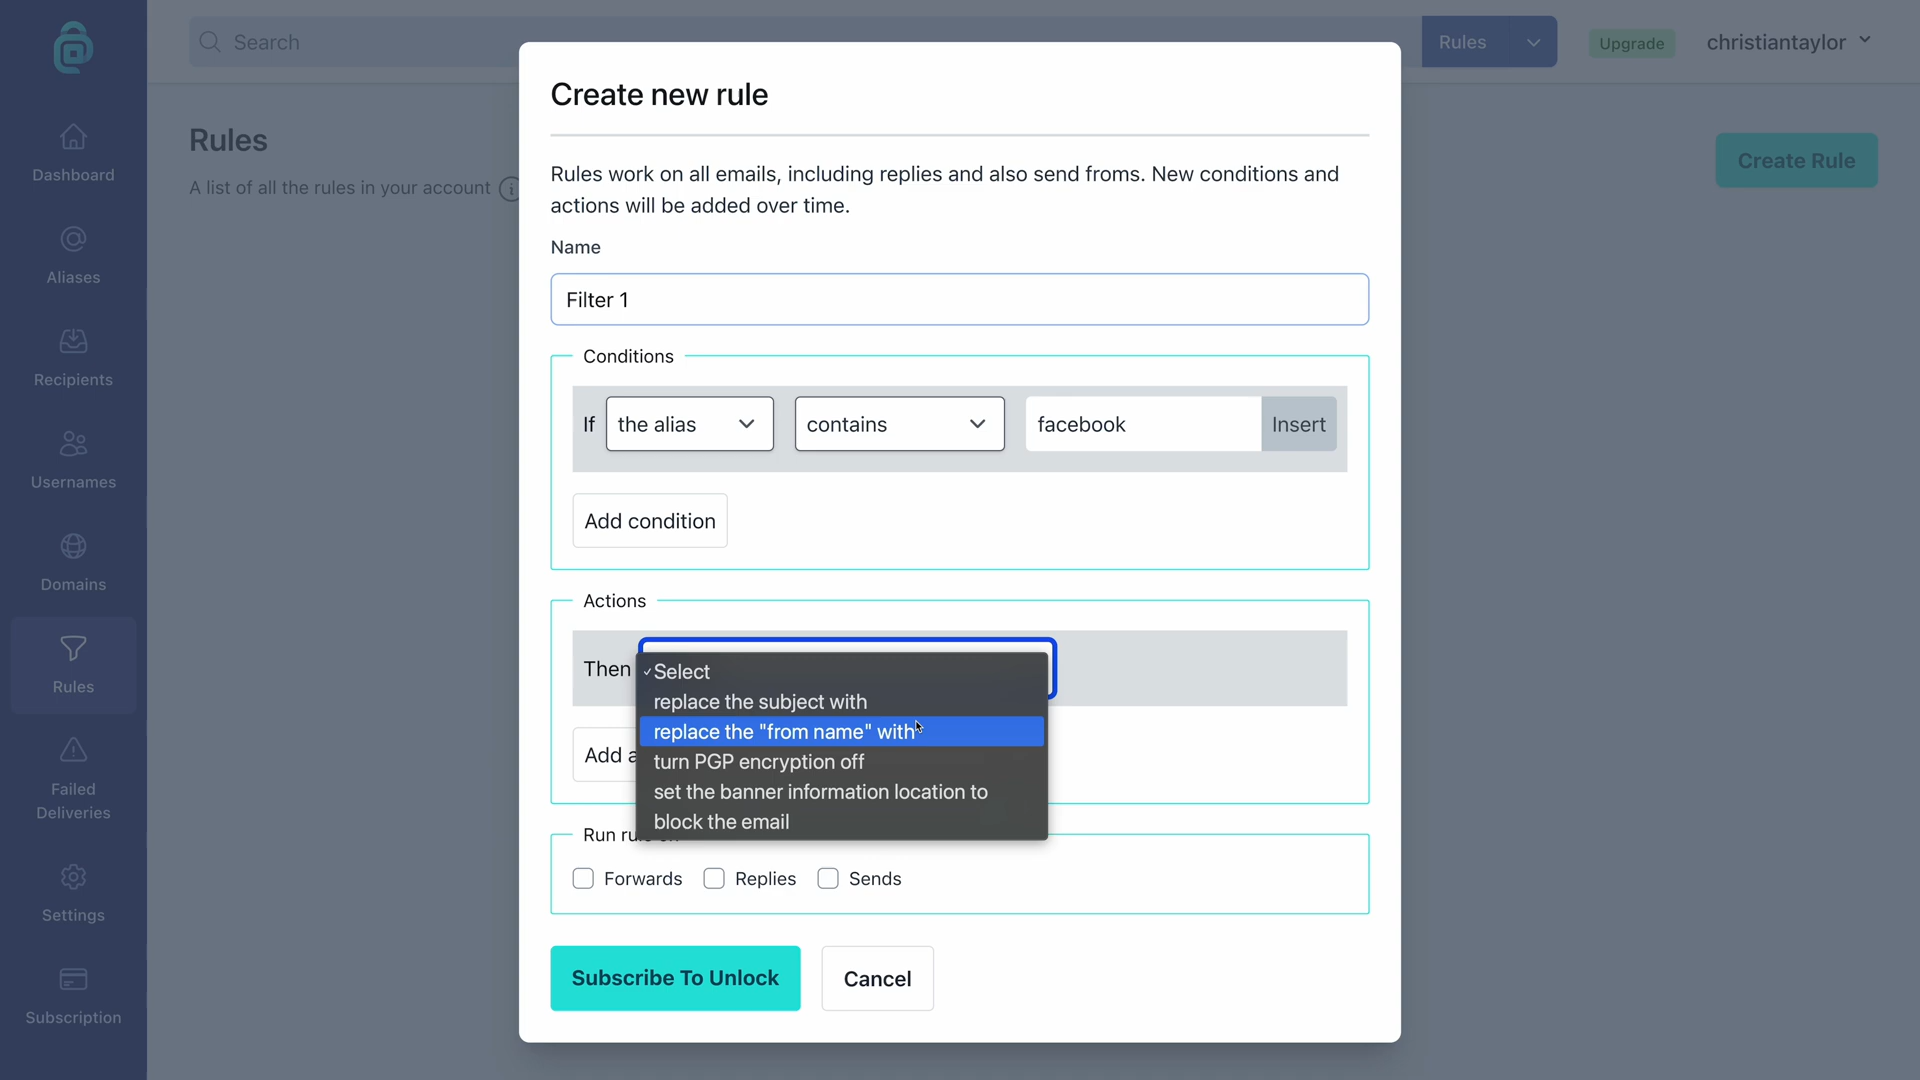 Search
Rules
Upgrade
christiantaylor
Dashboard
Aliases
Recipients
Usernames
Domains
Rules
Failed
Deliveries
Settings
Subscription
Rules
A list of all the rules in your account
Create Rule
Create new rule
Rules work on all emails, including replies and also send froms. New conditions and
actions will be added over time.
Name
Filter 1
Conditions
If the alias contains facebook Insert
Add condition
Actions
Then
✓Select
replace the subject with
replace the "from name" with
turn PGP encryption off
set the banner information location to
block the email
Add
Run
Forwards Replies Sends
Subscribe To Unlock
Cancel